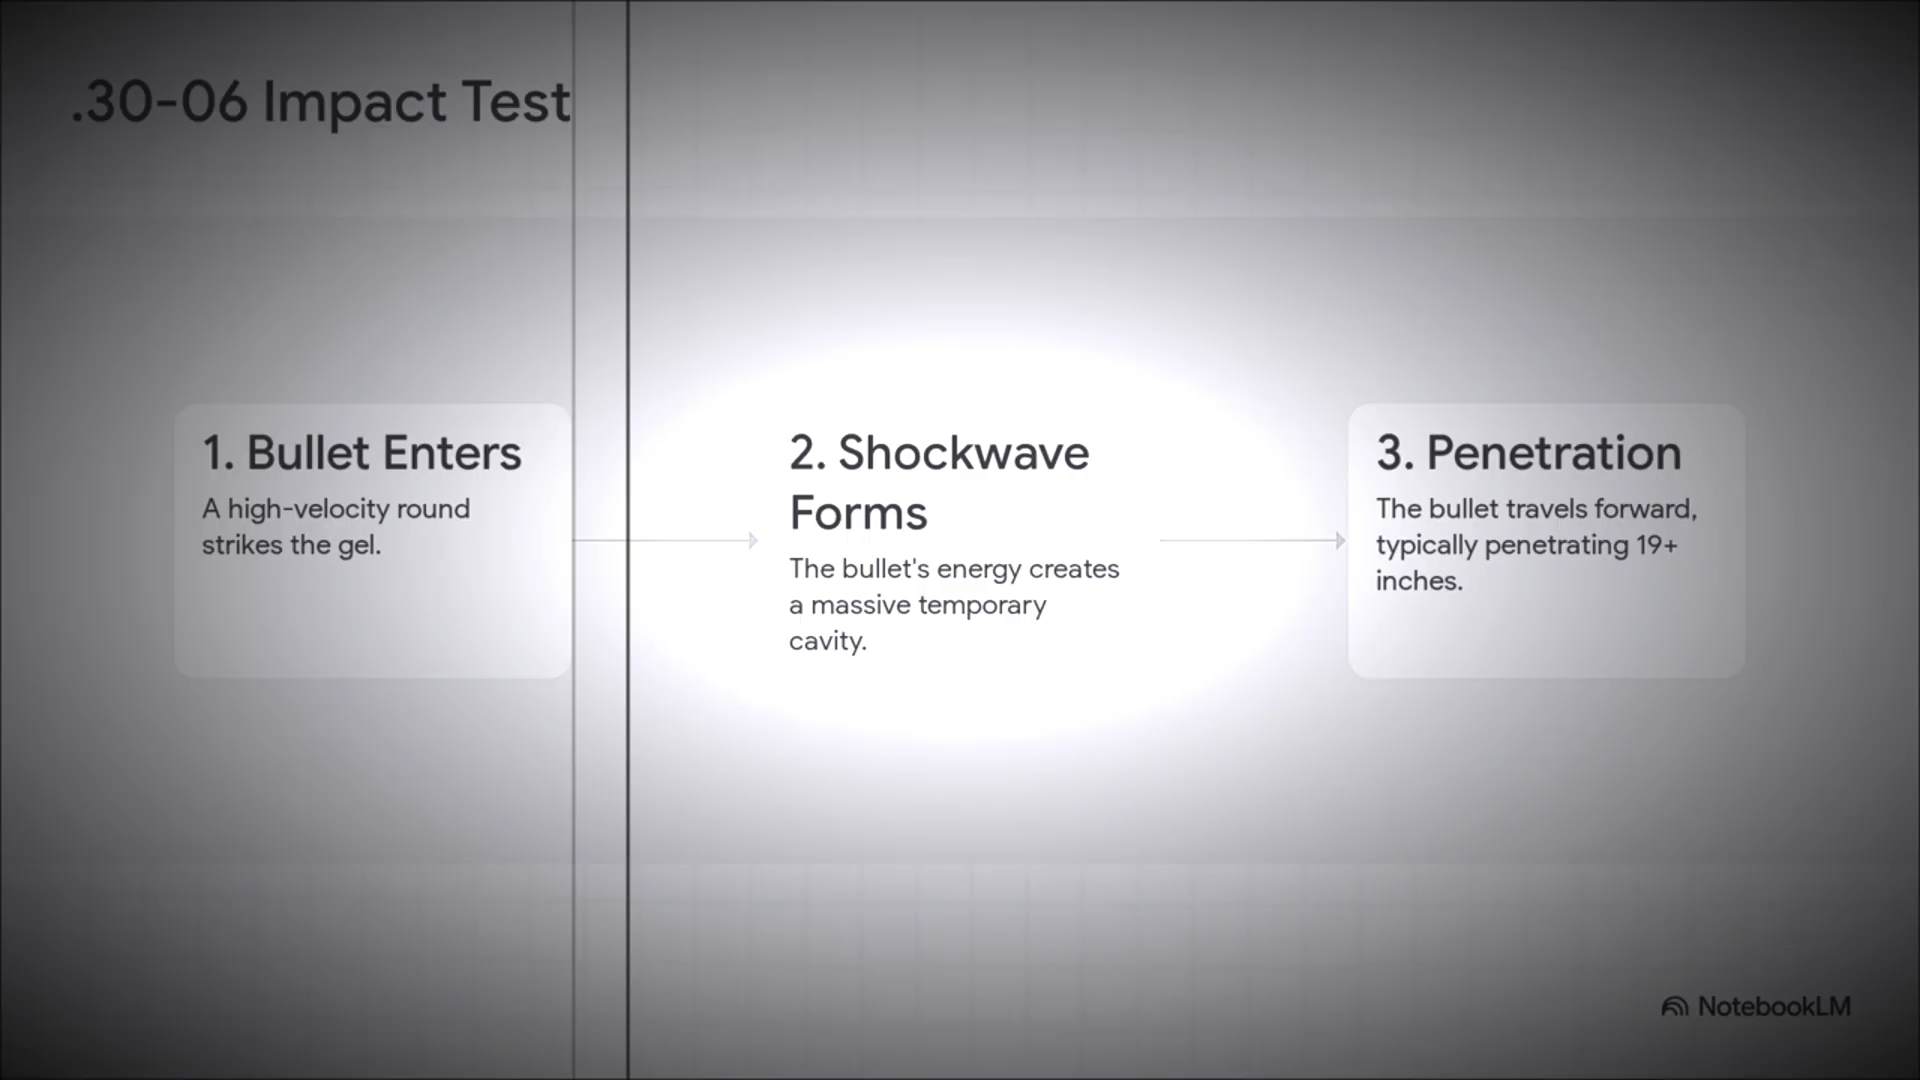 .30-06 Impact Test
1. Bullet Enters
A high-velocity round
strikes the gel.
2. Shockwave
Forms
The bullet's energy creates
a massive temporary
cavity.
3. Penetration
The bullet travels forward,
typically penetrating 19+
inches.
NotebookLM